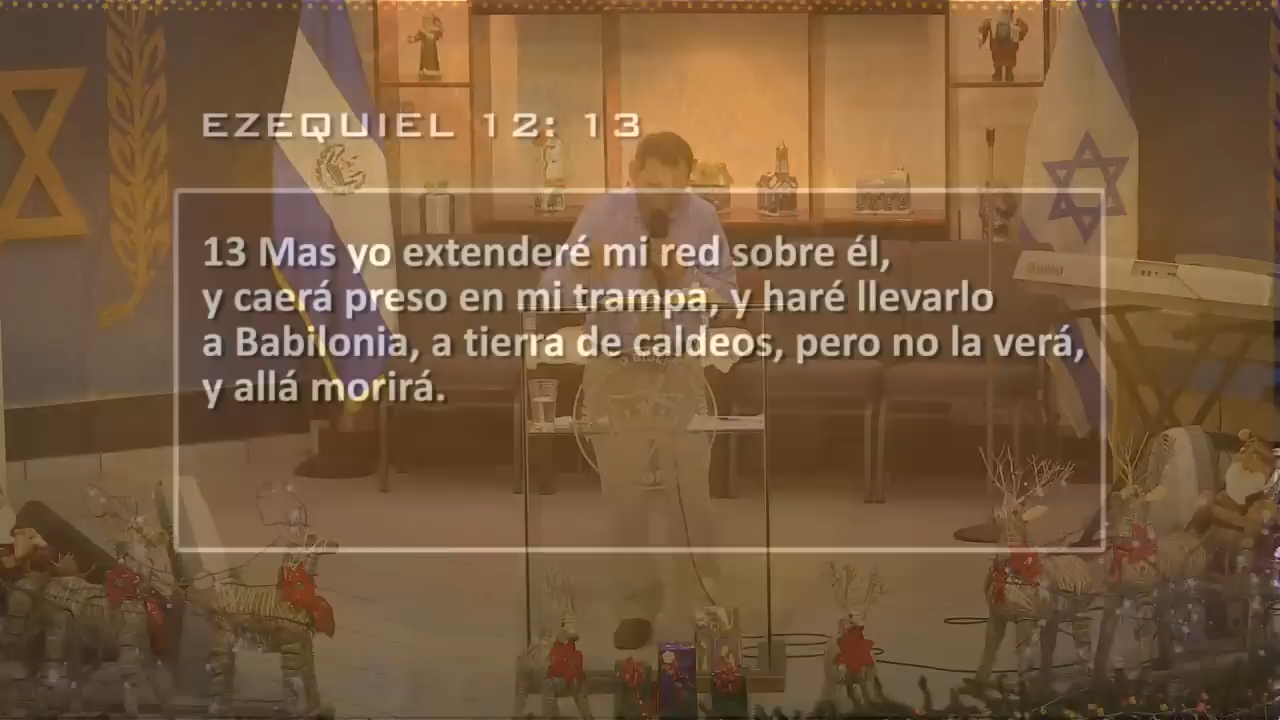 EZEQUIEL 12: 13
13 Mas yo extenderé mi red sobre él,
y caerá preso en mi trampa, y haré llevarlo
a Babilonia, a tierra de caldeos, pero no la verá,
y allá morirá.